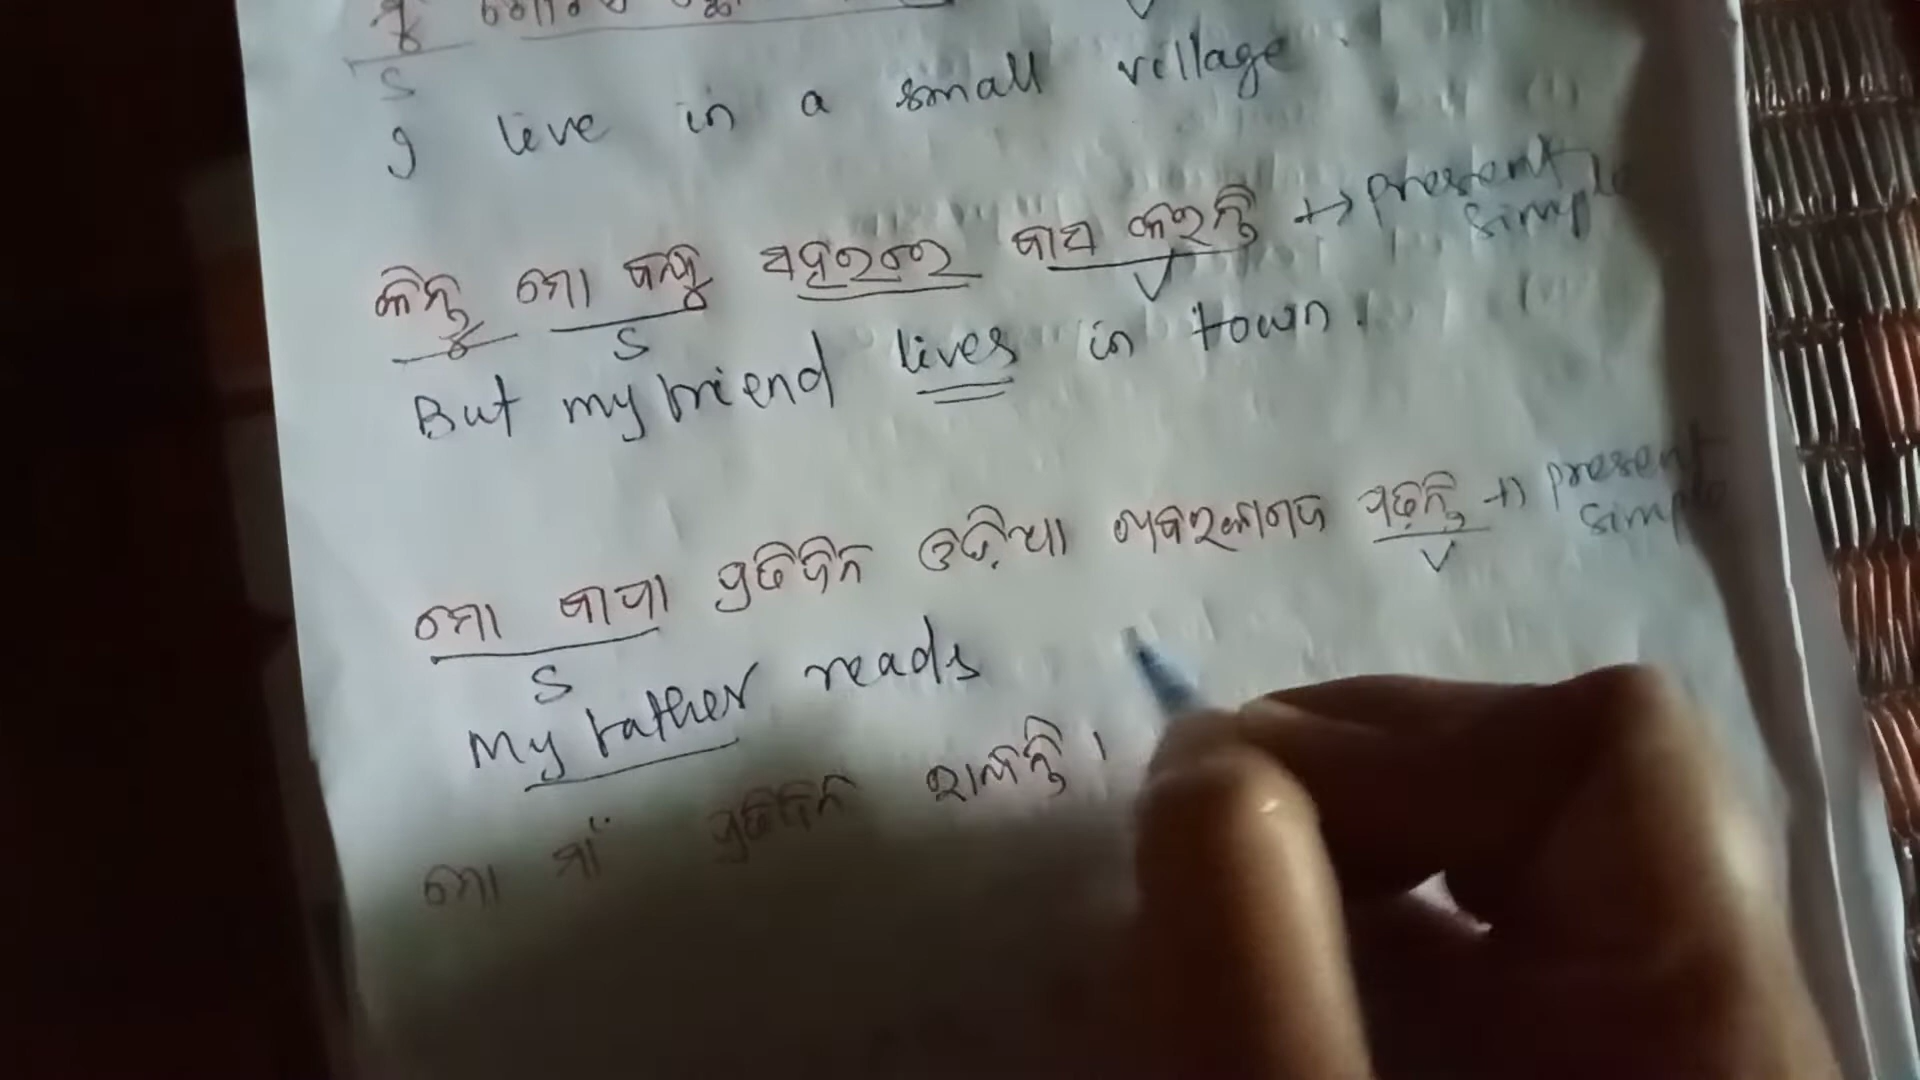 ମୁଁ
S
I live in a small village.
କିନ୍ତୁ ମୋ ବନ୍ଧୁ ସହରରେ ବାସ କରନ୍ତି → present simple
S V
But my friend lives in town.
ମୋ ବାପା ପ୍ରତିଦିନ ଓଡ଼ିଆ ଖବରକାଗଜ ପଢ଼ନ୍ତି → present simple
S V
My father reads
ମୋ ମାଁ ପ୍ରତିଦିନ ରାନ୍ଧନ୍ତି ।